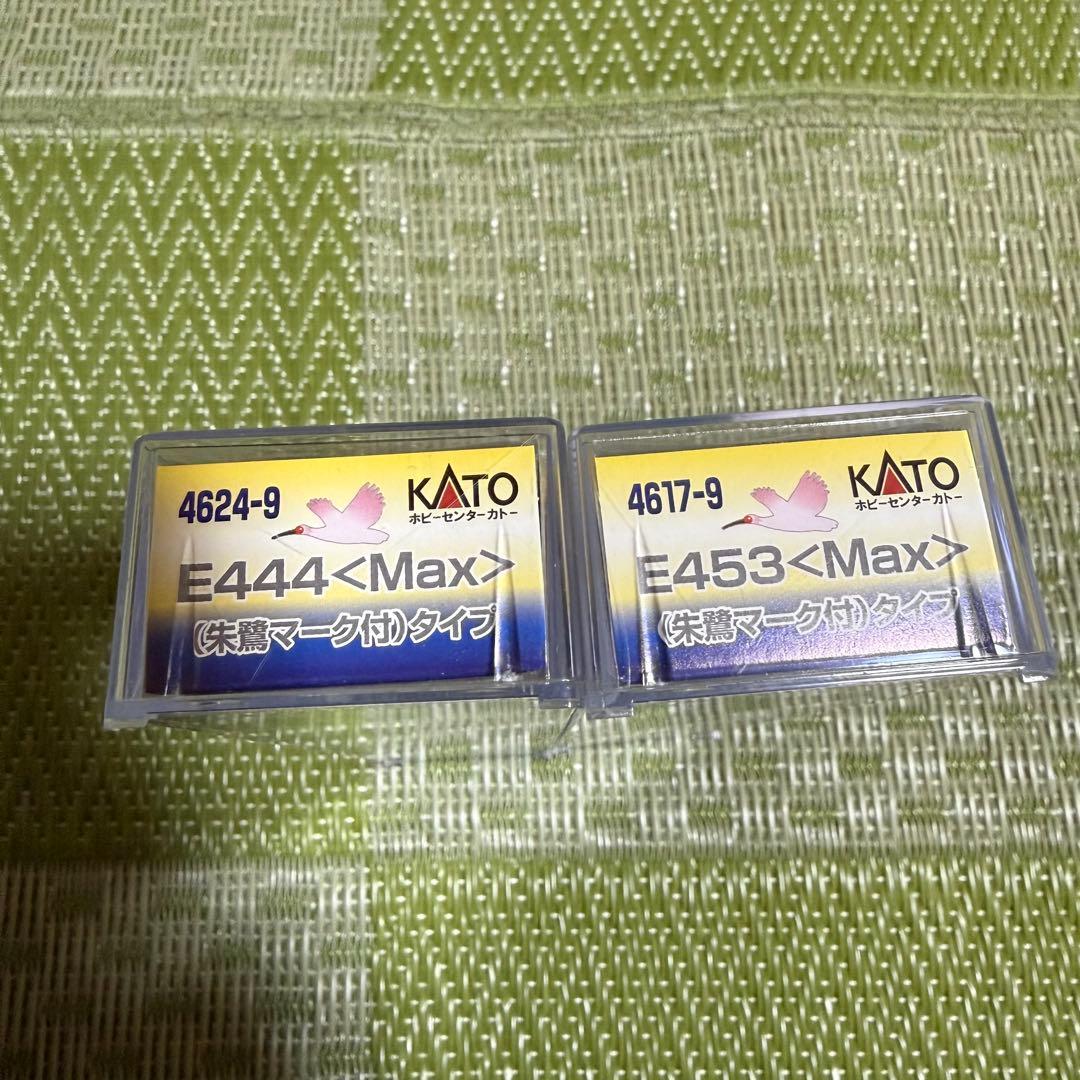 4624-9
KATO
ホビーセンターカトー
E444<Max>
(朱鷺マーク付)タイプ
4617-9
KATO
ホビーセンターカトー
E453<Max>
(朱鷺マーク付)タイプ